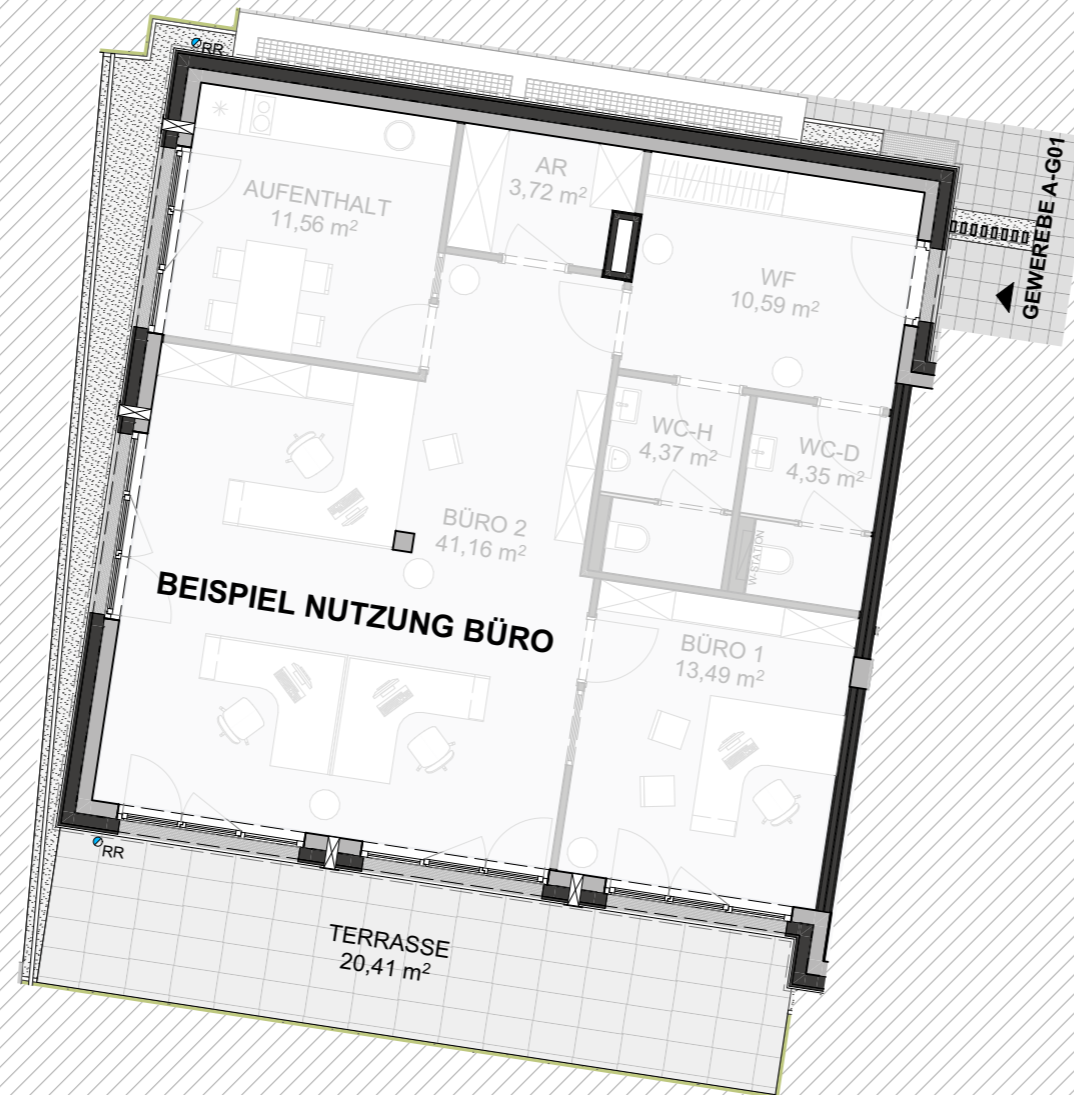 RR
AUFENTHALT
11,56 m²
AR
3,72 m²
WF
10,59 m²
GEWEREBE A-G01
WC-H
4,37 m²
WC-D
4,35 m²
BÜRO 2
41,16 m²
W-STATION
BEISPIEL NUTZUNG BÜRO
BÜRO 1
13,49 m²
RR
TERRASSE
20,41 m²